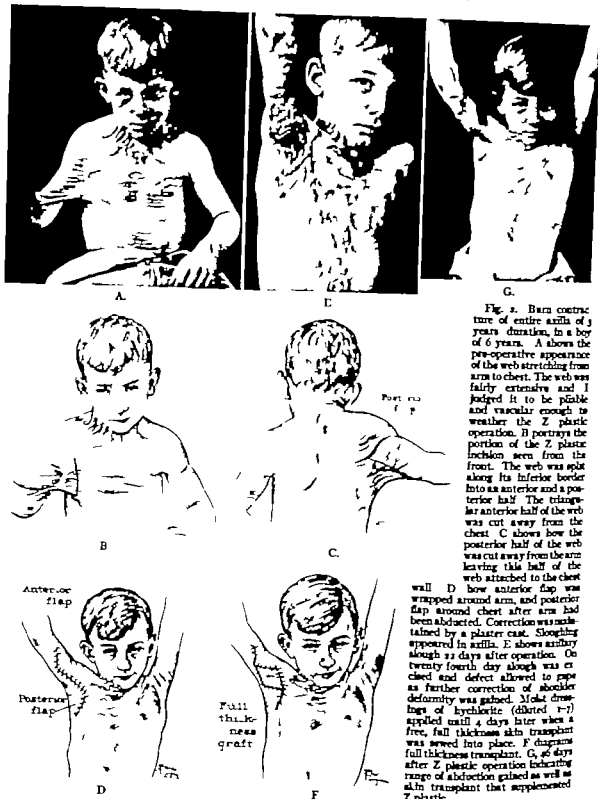 A.
E
G.
Fig. 2. Burn contrac
ture of entire axilla of 3
years duration, in a boy
of 6 years. A shows the
pre-operative appearance
of the web stretching from
arm to chest. The web was
fairly extensive and I
judged it to be pliable
and vascular enough to
weather the Z plastic
operation. B portrays the
portion of the Z plastic
incision seen from the
front. The web was split
along its inferior border
into an anterior and a pos-
terior half The triangu-
lar anterior half of the web
was cut away from the
chest C shows how the
posterior half of the web
was cut away from the arm
leaving this half of the
web attached to the chest
wall D how anterior flap was
wrapped around arm, and posterior
flap around chest after arm had
been abducted. Correction was main-
tained by a plaster cast. Sloughing
appeared in axilla. E shows axillary
slough 22 days after operation. On
twenty fourth day slough was ex
cised and defect allowed to gape
as further correction of shoulder
deformity was gained. Moist dress-
ings of hychlorite (diluted 1-7)
applied until 4 days later when a
free, full thickness skin transplant
was sewed into place. F diagrams
full thickness transplant. G, 46 days
after Z plastic operation indicating
range of abduction gained as well as
skin transplant that supplemented
Z plastic
B
C.
Anterior
flap
Posterior
flap
Full
thick-
ness
graft
D
F